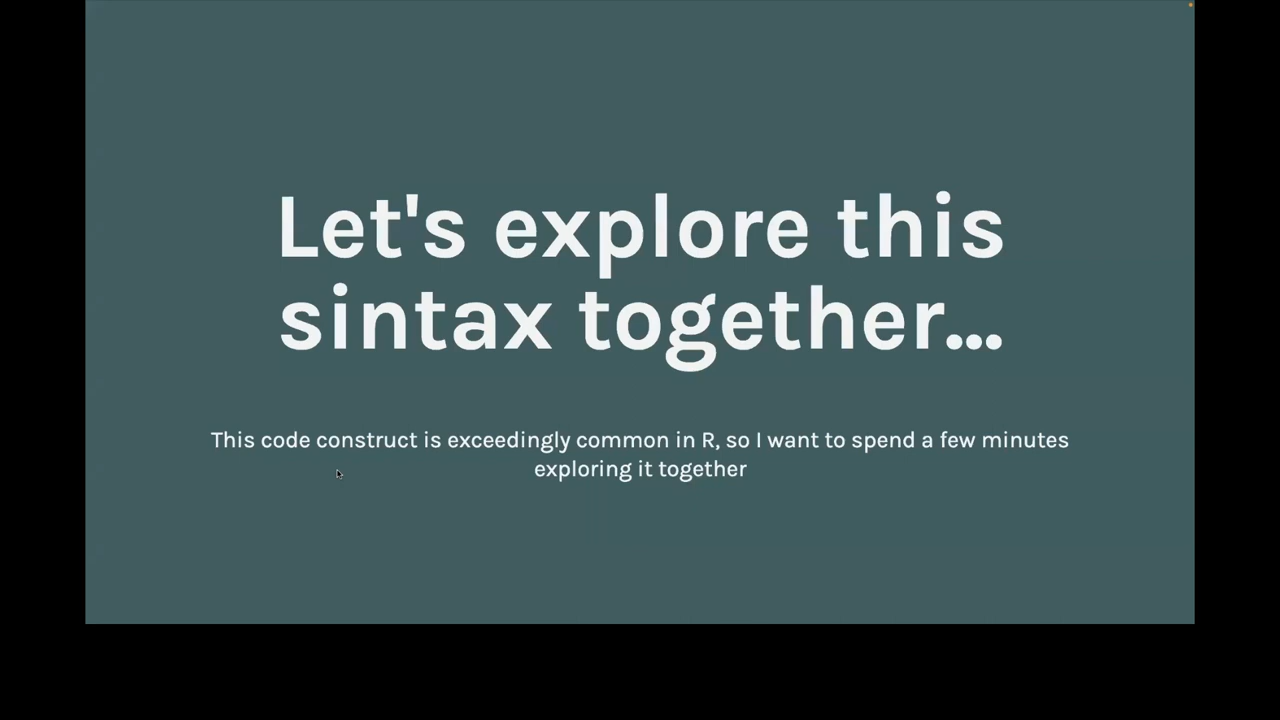 Let's explore this
sintax together...
This code construct is exceedingly common in R, so I want to spend a few minutes
exploring it together